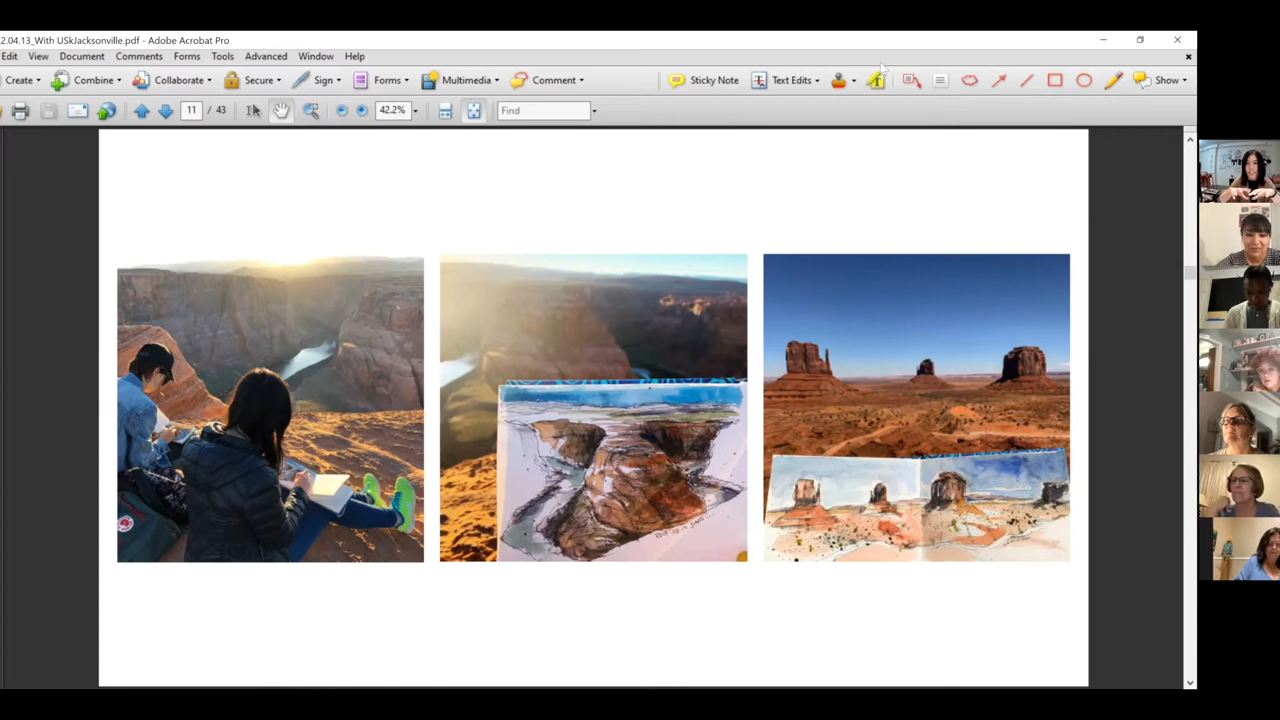 2.04.13_With USkJacksonville.pdf - Adobe Acrobat Pro
Edit View Document Comments Forms Tools Advanced Window Help
Create Combine Collaborate Secure Sign Forms Multimedia Comment Sticky Note Text Edits Show
11 / 43 42.2% Find